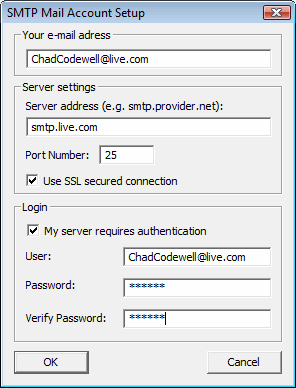 SMTP Mail Account Setup
Your e-mail adress
ChadCodewell@live.com
Server settings
Server address (e.g. smtp.provider.net):
smtp.live.com
Port Number: 25
Use SSL secured connection
Login
My server requires authentication
User: ChadCodewell@live.com
Password: ******
Verify Password: ******
OK Cancel